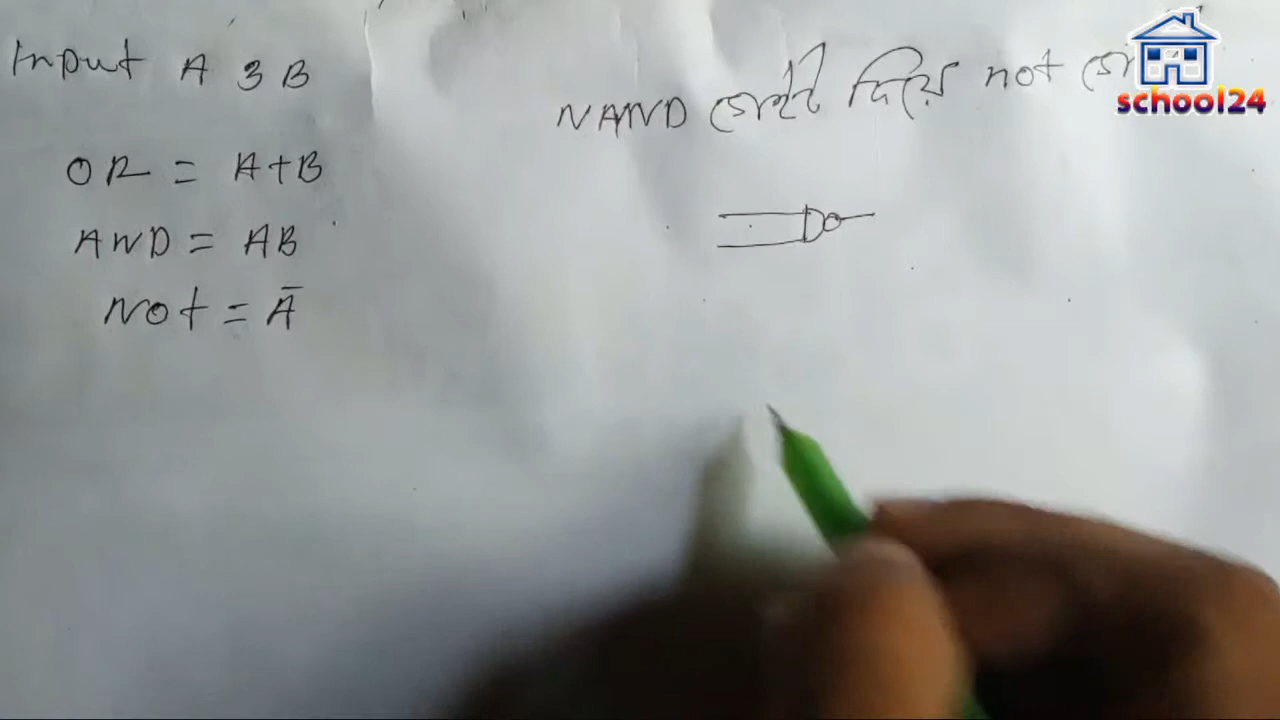 Input A ও B
OR = A+B
AND = AB
Not = Ā
NAND গেইট দিয়ে not
school24